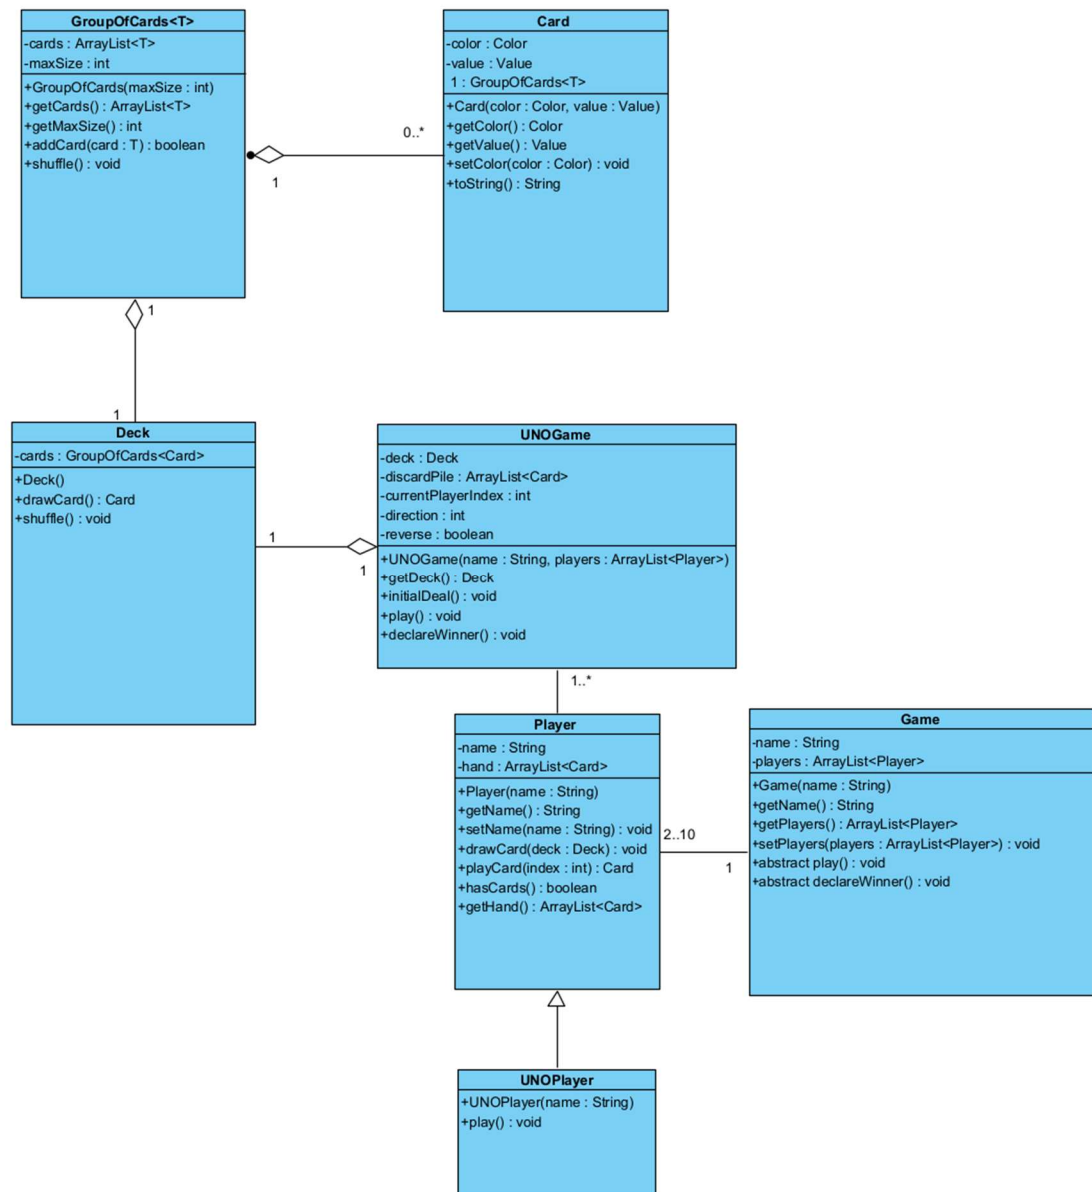 GroupOfCards<T>
-cards : ArrayList<T>
-maxSize : int
+GroupOfCards(maxSize : int)
+getCards() : ArrayList<T>
+getMaxSize() : int
+addCard(card : T) : boolean
+shuffle() : void
Card
-color : Color
-value : Value
1 : GroupOfCards<T>
+Card(color : Color, value : Value)
+getColor() : Color
+getValue() : Value
+setColor(color : Color) : void
+toString() : String
0..*
1
1
1
Deck
-cards : GroupOfCards<Card>
+Deck()
+drawCard() : Card
+shuffle() : void
1
1
UNOGame
-deck : Deck
-discardPile : ArrayList<Card>
-currentPlayerIndex : int
-direction : int
-reverse : boolean
+UNOGame(name : String, players : ArrayList<Player>)
+getDeck() : Deck
+initialDeal() : void
+play() : void
+declareWinner() : void
1..*
Player
-name : String
-hand : ArrayList<Card>
+Player(name : String)
+getName() : String
+setName(name : String) : void
+drawCard(deck : Deck) : void
+playCard(index : int) : Card
+hasCards() : boolean
+getHand() : ArrayList<Card>
2..10
1
Game
-name : String
-players : ArrayList<Player>
+Game(name : String)
+getName() : String
+getPlayers() : ArrayList<Player>
+setPlayers(players : ArrayList<Player>) : void
+abstract play() : void
+abstract declareWinner() : void
UNOPlayer
+UNOPlayer(name : String)
+play() : void